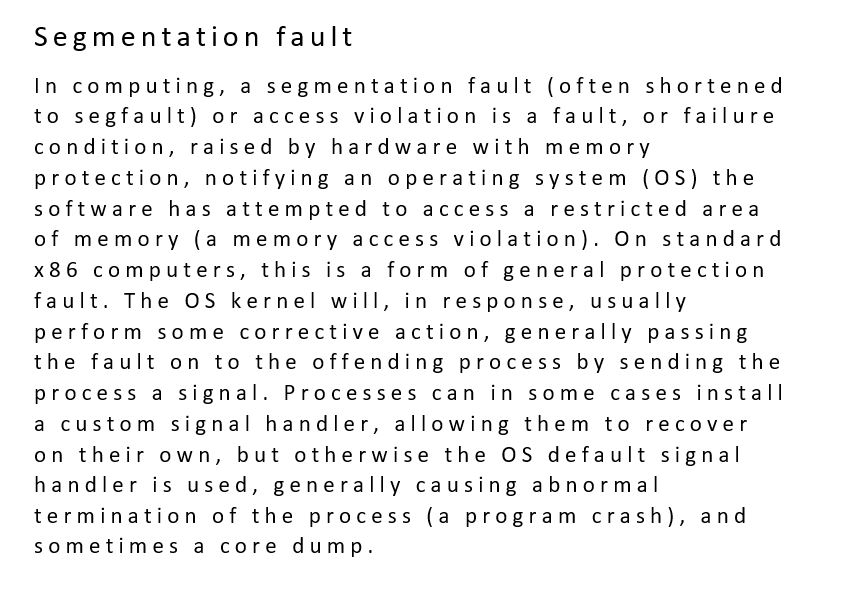 Segmentation fault
In computing, a segmentation fault (often shortened
to segfault) or access violation is a fault, or failure
condition, raised by hardware with memory
protection, notifying an operating system (OS) the
software has attempted to access a restricted area
of memory (a memory access violation). On standard
x86 computers, this is a form of general protection
fault. The OS kernel will, in response, usually
perform some corrective action, generally passing
the fault on to the offending process by sending the
process a signal. Processes can in some cases install
a custom signal handler, allowing them to recover
on their own, but otherwise the OS default signal
handler is used, generally causing abnormal
termination of the process (a program crash), and
sometimes a core dump.